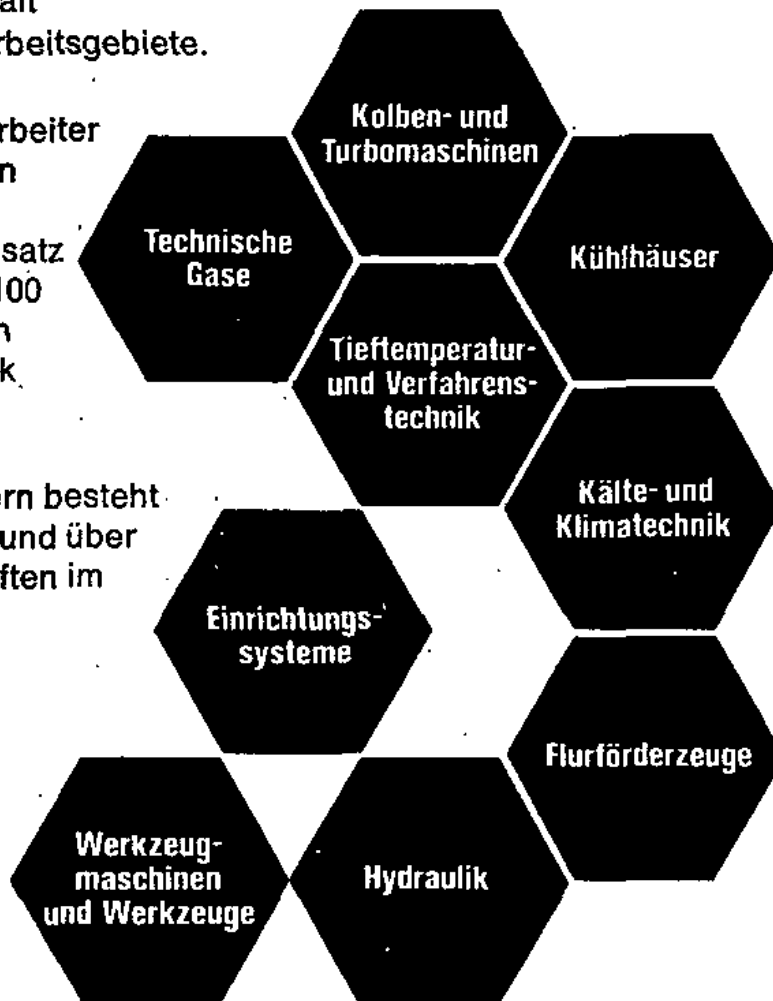 alt
rbeitsgebiete.
rbeiter
n
satz
100
n
k
ern besteht
und über
ften im
Kolben- und
Turbomaschinen
Technische
Gase
Kühlhäuser
Tieftemperatur-
und Verfahrens-
technik
Kälte- und
Klimatechnik
Einrichtungs-
systeme
Flurförderzeuge
Werkzeug-
maschinen
und Werkzeuge
Hydraulik